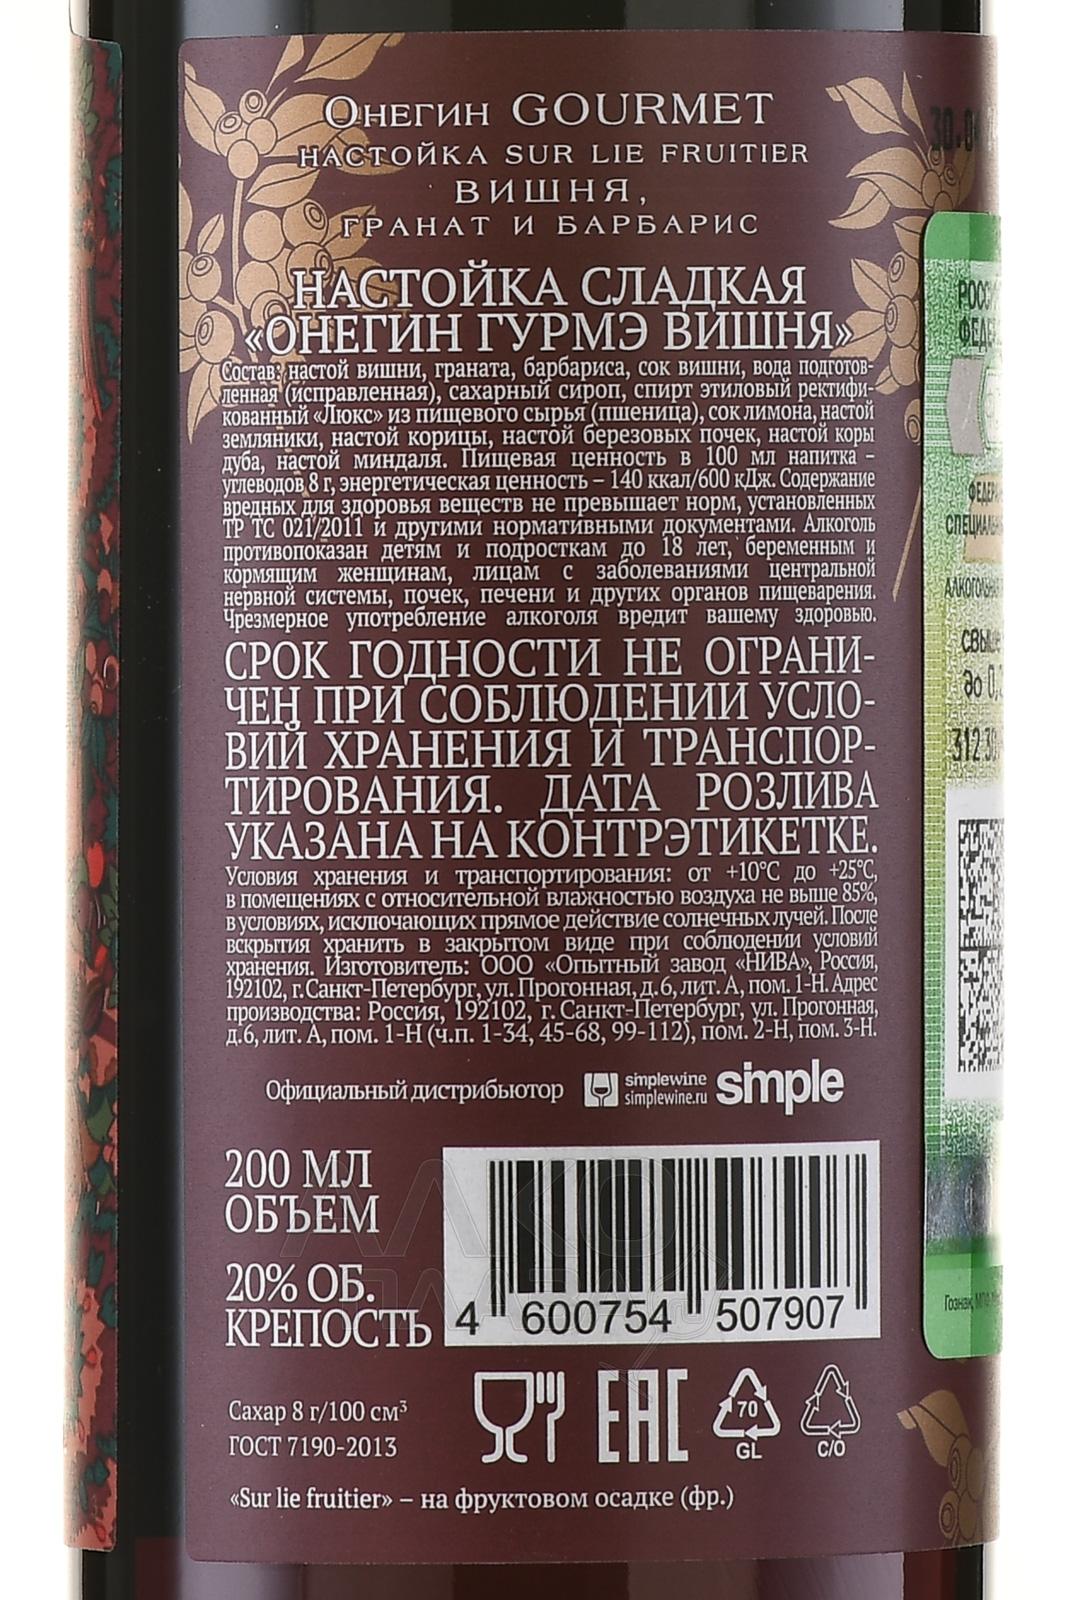 Онегин GOURMET
НАСТОЙКА SUR LIE FRUITIER
ВИШНЯ,
ГРАНАТ И БАРБАРИС
НАСТОЙКА СЛАДКАЯ
«ОНЕГИН ГУРМЭ ВИШНЯ»
Состав: настой вишни, граната, барбариса, сок вишни, вода подготов-
ленная (исправленная), сахарный сироп, спирт этиловый ректифи-
кованный «Люкс» из пищевого сырья (пшеница), сок лимона, настой
земляники, настой корицы, настой березовых почек, настой коры
дуба, настой миндаля. Пищевая ценность в 100 мл напитка –
углеводов 8 г, энергетическая ценность – 140 ккал/600 кДж. Содержание
вредных для здоровья веществ не превышает норм, установленных
ТР ТС 021/2011 и другими нормативными документами. Алкоголь
противопоказан детям и подросткам до 18 лет, беременным и
кормящим женщинам, лицам с заболеваниями центральной
нервной системы, почек, печени и других органов пищеварения.
Чрезмерное употребление алкоголя вредит вашему здоровью.
СРОК ГОДНОСТИ НЕ ОГРАНИ-
ЧЕН ПРИ СОБЛЮДЕНИИ УСЛО-
ВИЙ ХРАНЕНИЯ И ТРАНСПОР-
ТИРОВАНИЯ. ДАТА РОЗЛИВА
УКАЗАНА НА КОНТРЭТИКЕТКЕ.
Условия хранения и транспортирования: от +10°C до +25°C,
в помещениях с относительной влажностью воздуха не выше 85%,
в условиях, исключающих прямое действие солнечных лучей. После
вскрытия хранить в закрытом виде при соблюдении условий
хранения. Изготовитель: ООО «Опытный завод «НИВА», Россия,
192102, г. Санкт-Петербург, ул. Прогонная, д. 6, лит. А, пом. 1-Н. Адрес
производства: Россия, 192102, г. Санкт-Петербург, ул. Прогонная,
д. 6, лит. А, пом. 1-Н (ч.п. 1-34, 45-68, 99-112), пом. 2-Н, пом. 3-Н.
Официальный дистрибьютор simplewine simple
simplewine.ru
200 МЛ
ОБЪЕМ
20% ОБ.
КРЕПОСТЬ
4 600754 507907
Сахар 8 г/100 см³
ГОСТ 7190-2013
EAC
70
GL
C/O
«Sur lie fruitier» – на фруктовом осадке (фр.)
АЛКО
ПЛАЗА